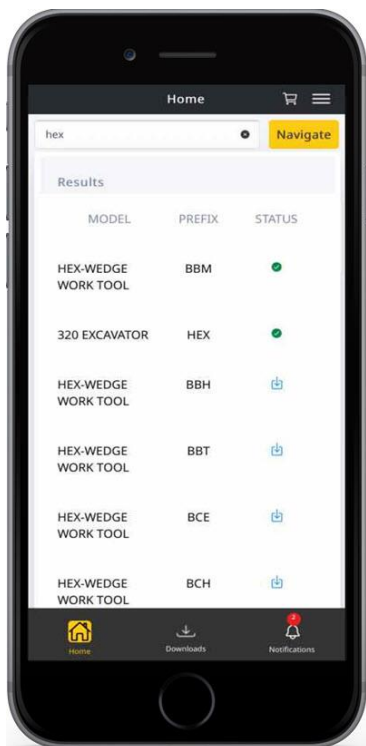 Home
hex
Navigate
Results
MODEL PREFIX STATUS
HEX-WEDGE BBM
WORK TOOL
320 EXCAVATOR HEX
HEX-WEDGE BBH
WORK TOOL
HEX-WEDGE BBT
WORK TOOL
HEX-WEDGE BCE
WORK TOOL
HEX-WEDGE BCH
WORK TOOL
2
Home Downloads Notifications